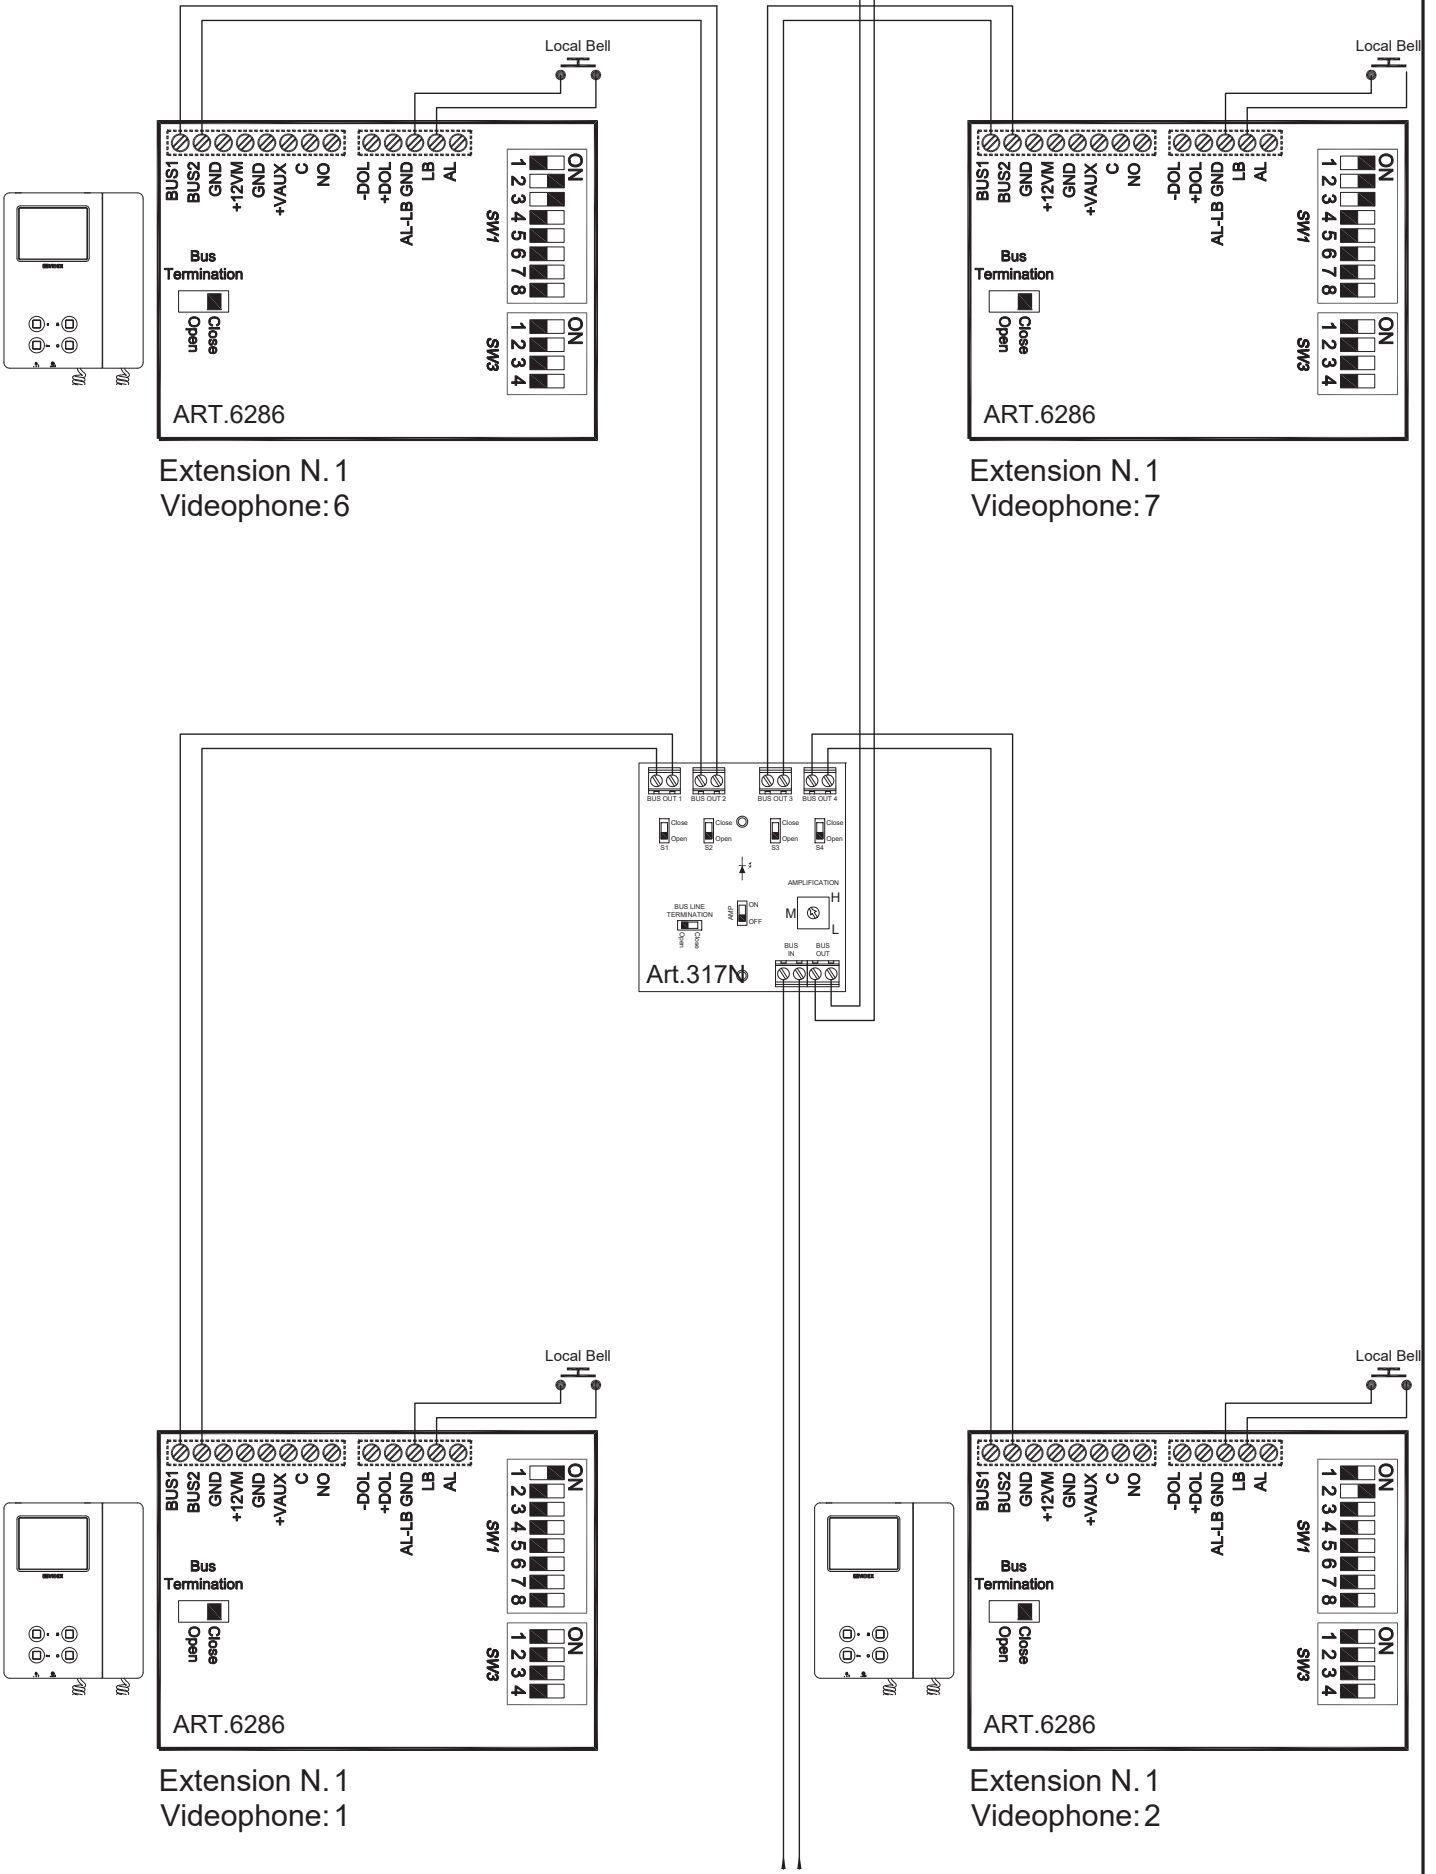 Local Bell
BUS1
BUS2
GND
+12VM
GND
+VAUX
C
NO
-DOL
+DOL
AL-LB GND
LB
AL
ON
1
2
3
4
5
6
7
8
SW1
Bus
Termination
Open
Close
ON
1
2
3
4
SW3
ART.6286
Extension N. 1
Videophone: 6
Local Bell
BUS1
BUS2
GND
+12VM
GND
+VAUX
C
NO
-DOL
+DOL
AL-LB GND
LB
AL
ON
1
2
3
4
5
6
7
8
SW1
Bus
Termination
Open
Close
ON
1
2
3
4
SW3
ART.6286
Extension N. 1
Videophone: 7
BUS OUT 1
BUS OUT 2
BUS OUT 3
BUS OUT 4
Close
Open
S1
Close
Open
S2
Close
Open
S3
Close
Open
S4
AMPLIFICATION
H
M
L
BUS LINE
TERMINATION
Open
Close
AMP
ON
OFF
BUS
IN
BUS
OUT
Art.317N
Local Bell
BUS1
BUS2
GND
+12VM
GND
+VAUX
C
NO
-DOL
+DOL
AL-LB GND
LB
AL
ON
1
2
3
4
5
6
7
8
SW1
Bus
Termination
Open
Close
ON
1
2
3
4
SW3
ART.6286
Extension N. 1
Videophone: 1
Local Bell
BUS1
BUS2
GND
+12VM
GND
+VAUX
C
NO
-DOL
+DOL
AL-LB GND
LB
AL
ON
1
2
3
4
5
6
7
8
SW1
Bus
Termination
Open
Close
ON
1
2
3
4
SW3
ART.6286
Extension N. 1
Videophone: 2